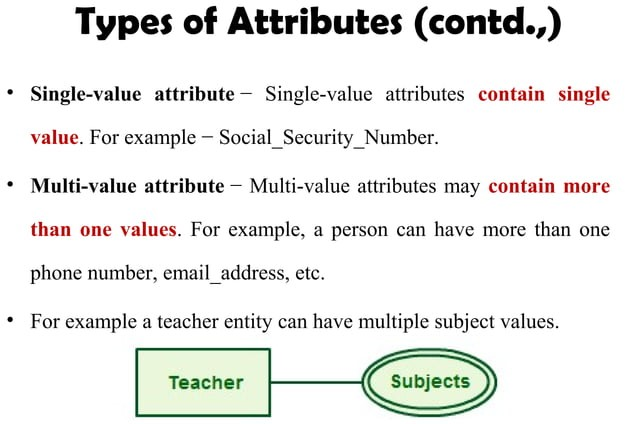 Types of Attributes (contd.,)
• Single-value attribute − Single-value attributes contain single
value. For example − Social_Security_Number.
• Multi-value attribute − Multi-value attributes may contain more
than one values. For example, a person can have more than one
phone number, email_address, etc.
• For example a teacher entity can have multiple subject values.
Teacher
Subjects